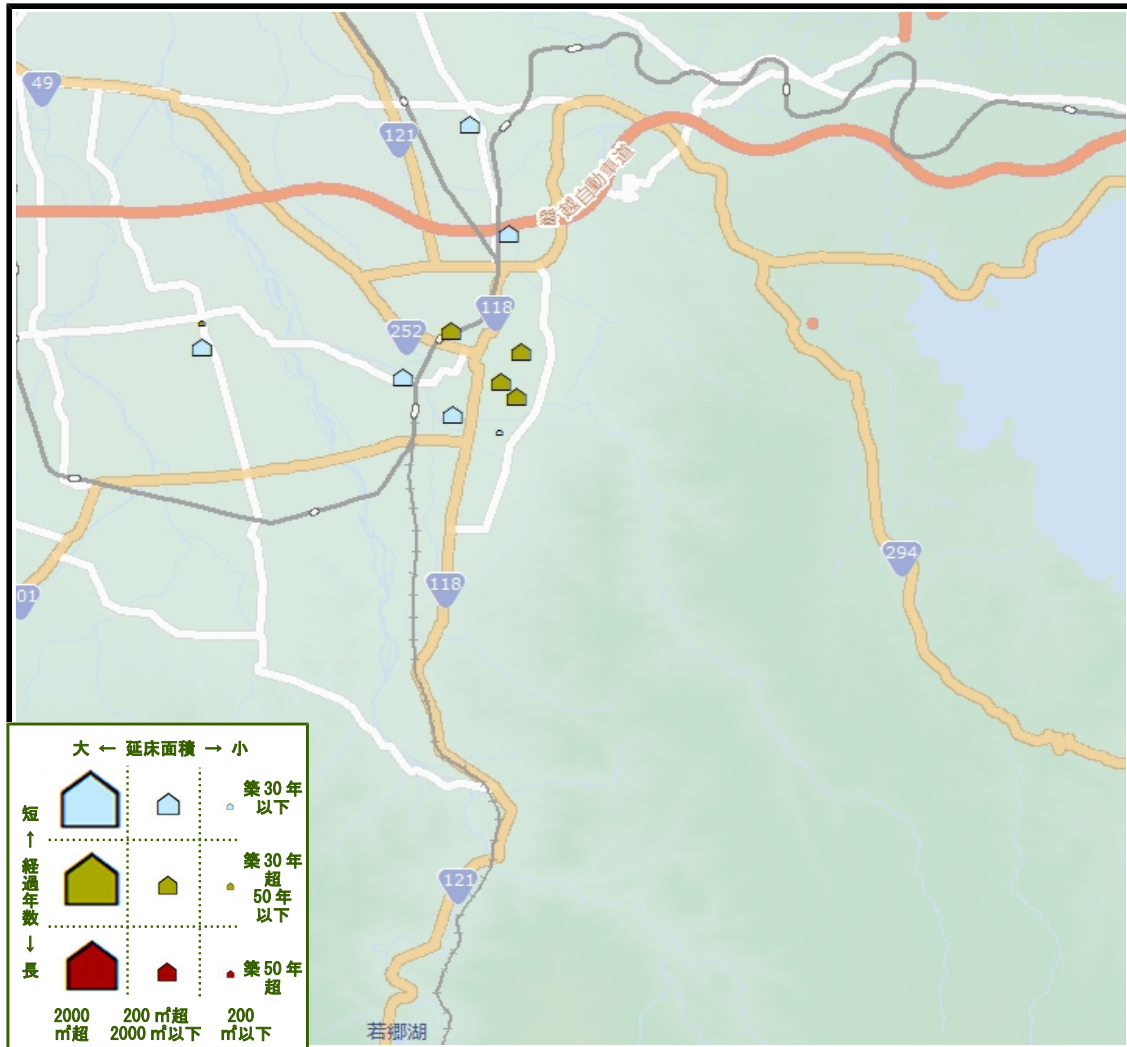 49
121
磐越自動車道
118
252
294
01
118
121
若郷湖
大 ← 延床面積 → 小
短
↑
経過年数
↓
長
築30年
以下
築30年
超
50年
以下
築50年
超
2000
㎡超
200㎡超
2000㎡以下
200
㎡以下